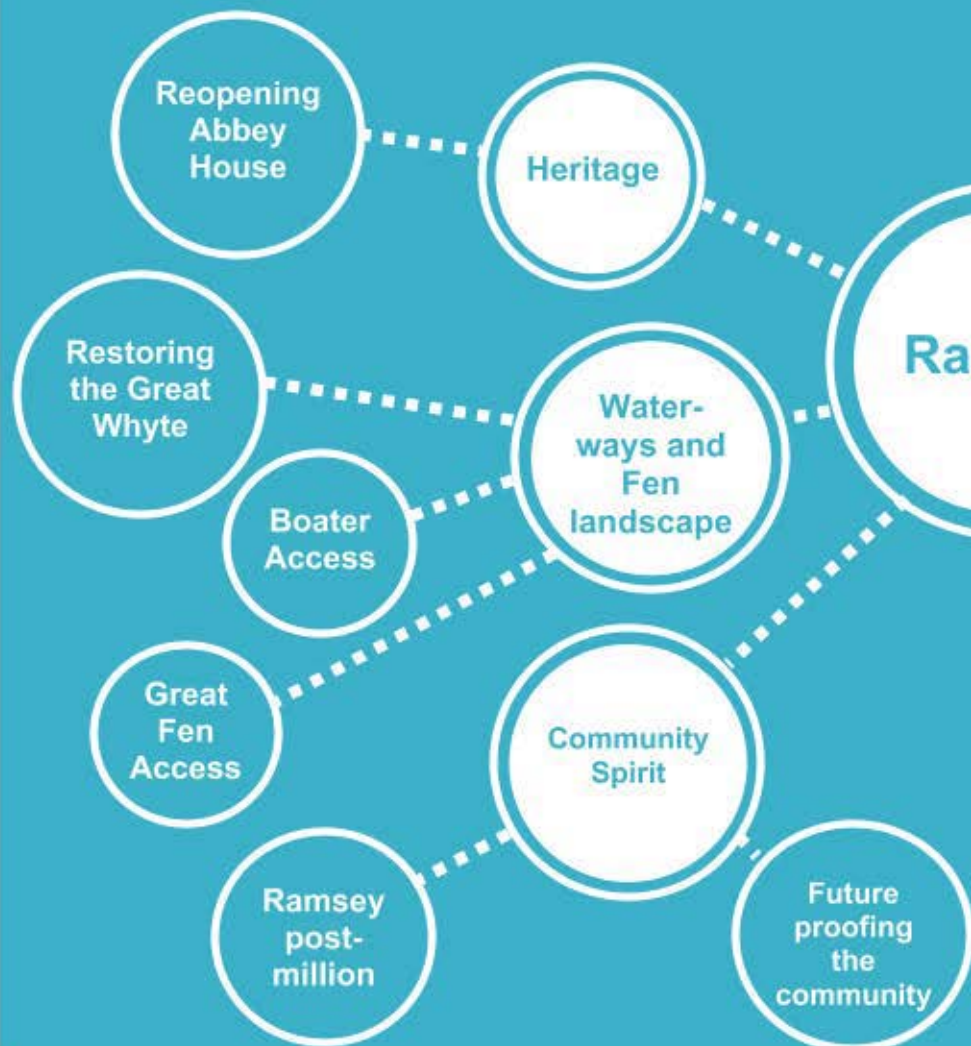 Reopening
Abbey
House
Heritage
Restoring
the Great
Whyte
Water-
ways and
Fen
landscape
Ra
Boater
Access
Great
Fen
Access
Community
Spirit
Ramsey
post-
million
Future
proofing
the
community